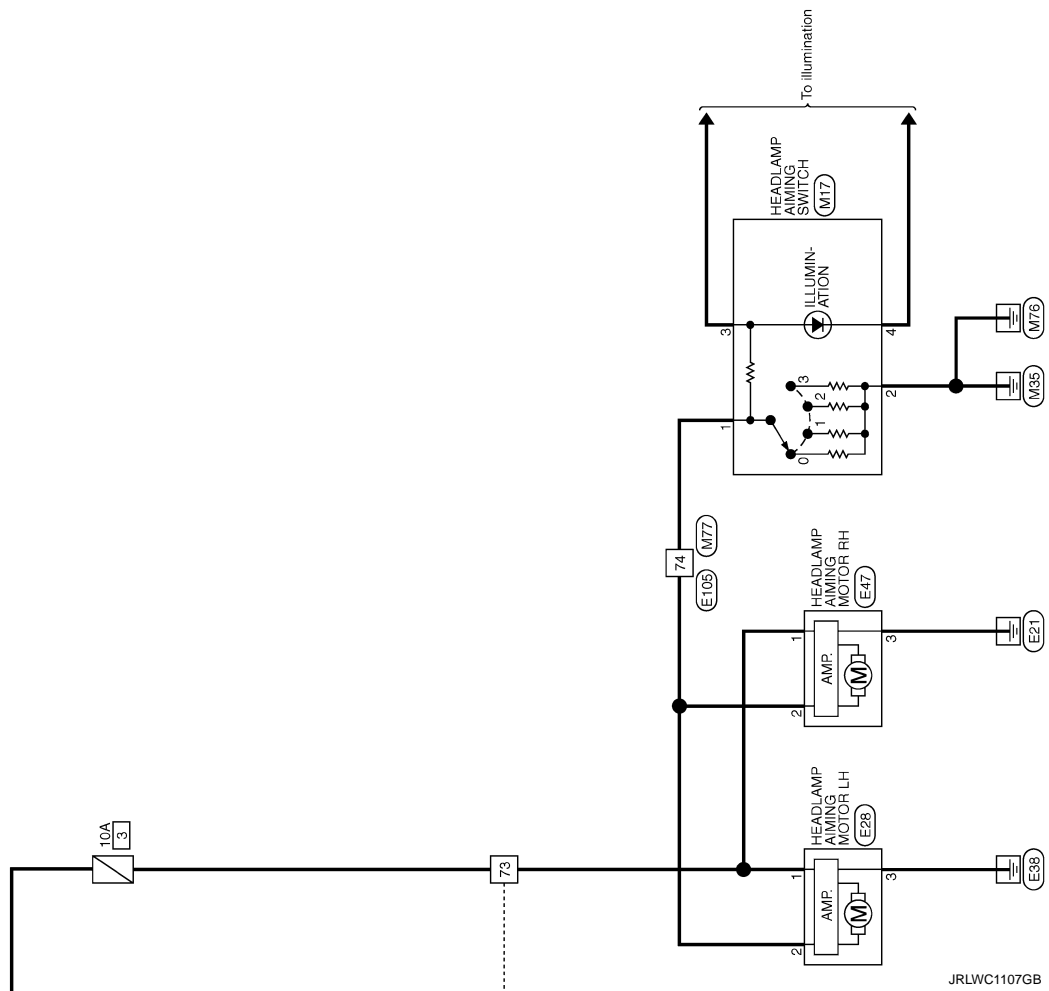 To illumination
HEADLAMP
AIMING
SWITCH
M17
ILLUMIN-
ATION
3
4
1
2
0
1
2
3
M76
M35
74
M77
E105
HEADLAMP
AIMING
MOTOR RH
E47
AMP.
M
1
2
3
E21
10A
3
73
HEADLAMP
AIMING
MOTOR LH
E28
AMP.
M
1
2
3
E38
JRLWC1107GB